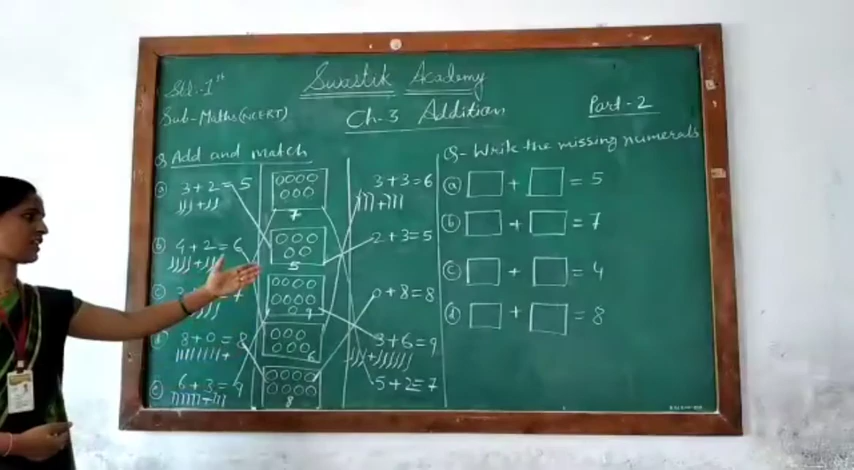 Std.-1st
Swastik Academy
Sub-Maths(NCERT)
Ch-3 Addition
Part-2
Q Add and match
(a) 3+2=5
(b) 4+2=6
(d) 8+0=8
(e) 6+3=9
7
5
9
6
8
3+3=6
2+3=5
0+8=8
3+6=9
5+2=7
Q- Write the missing numerals
(a) + = 5
(b) + = 7
(c) + = 4
(d) + = 8